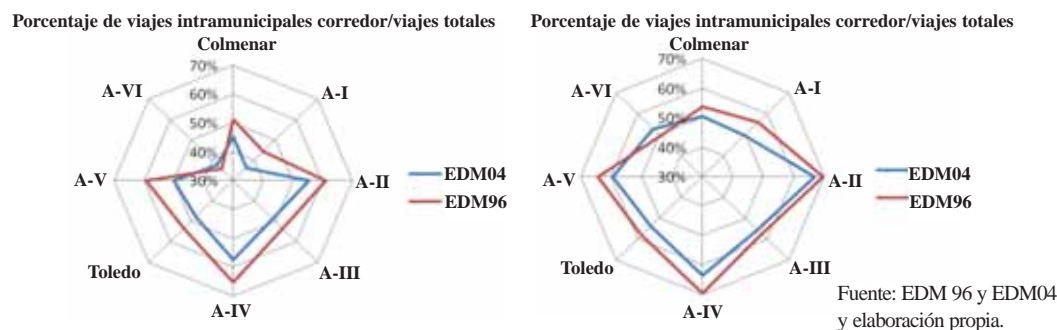 Porcentaje de viajes intramunicipales corredor/viajes totales
Colmenar
70%
A-VI
60%
A-I
50%
40%
A-V
30%
A-II
EDM04
EDM96
Toledo
A-III
A-IV
Porcentaje de viajes intramunicipales corredor/viajes totales
Colmenar
70%
A-VI
60%
A-I
50%
40%
A-V
30%
A-II
EDM04
EDM96
Toledo
A-III
A-IV
Fuente: EDM 96 y EDM04
y elaboración propia.